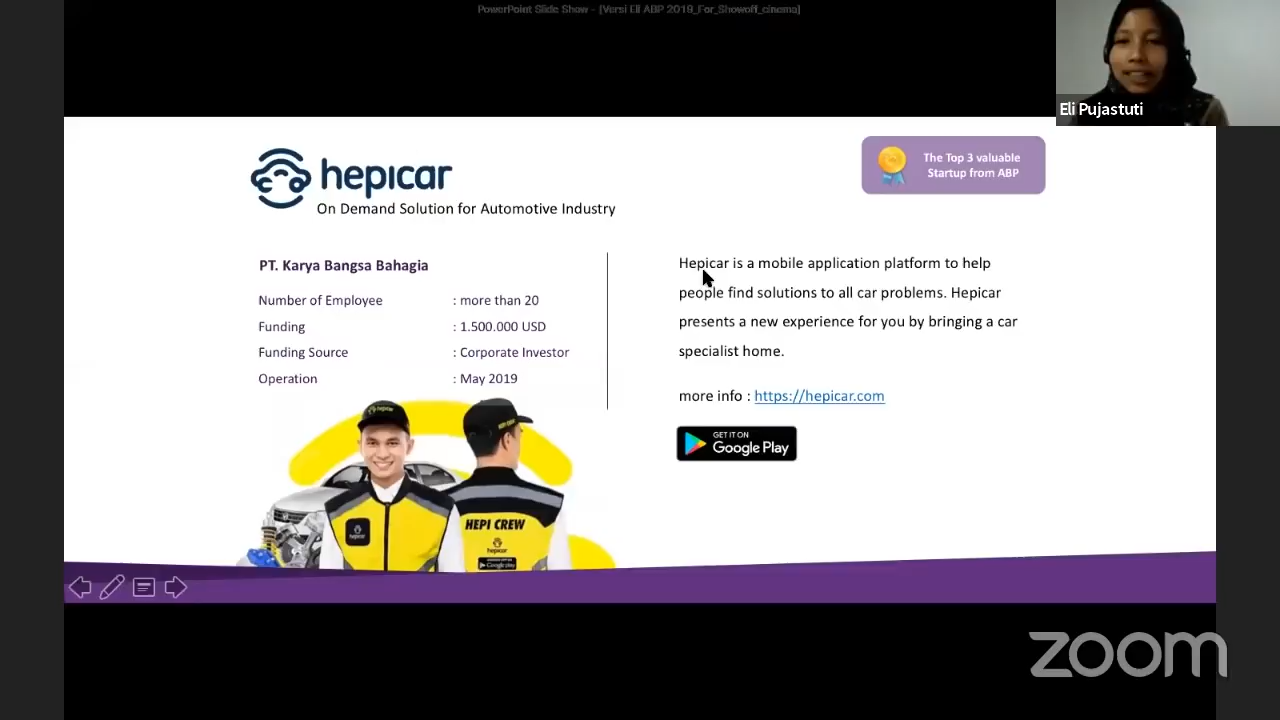 PowerPoint Slide Show - [Versi Eli ABP 2019_For_Showoff_cinema]
Eli Pujastuti
hepicar
On Demand Solution for Automotive Industry
The Top 3 valuable
Startup from ABP
PT. Karya Bangsa Bahagia
Number of Employee : more than 20
Funding : 1.500.000 USD
Funding Source : Corporate Investor
Operation : May 2019
Hepicar is a mobile application platform to help
people find solutions to all car problems. Hepicar
presents a new experience for you by bringing a car
specialist home.
more info : https://hepicar.com
GET IT ON
Google Play
hepicar
HEPI CREW
hepicar
Google play
zoom